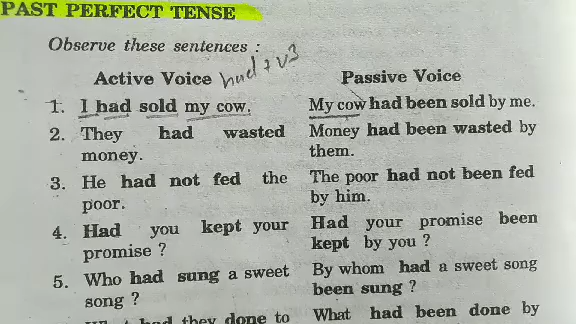 PAST PERFECT TENSE
Observe these sentences :
Active Voice had + v3 Passive Voice
1. I had sold my cow. My cow had been sold by me.
2. They had wasted Money had been wasted by
money. them.
3. He had not fed the The poor had not been fed
poor. by him.
4. Had you kept your Had your promise been
promise ? kept by you ?
5. Who had sung a sweet By whom had a sweet song
song ? been sung ?
had they done to What had been done by